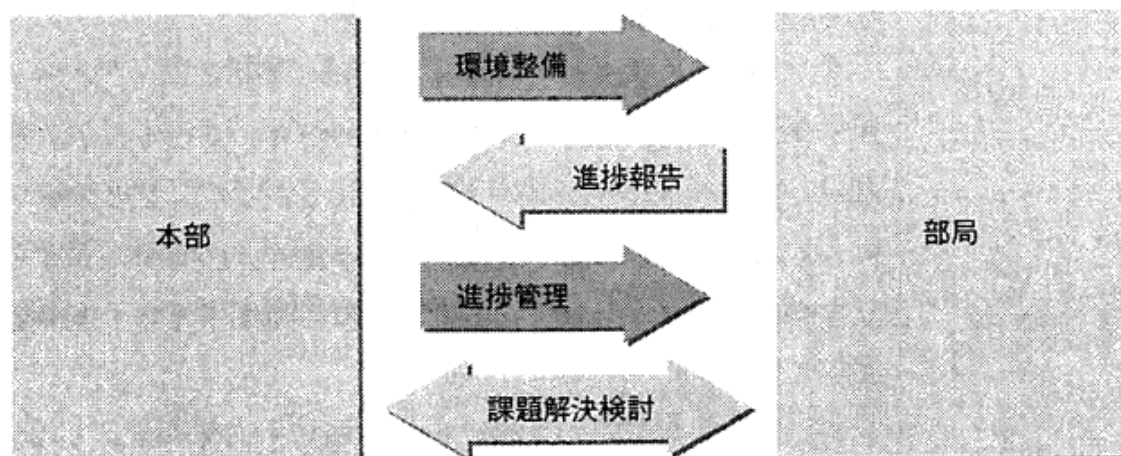 環境整備
進捗報告
本部
部局
進捗管理
課題解決検討